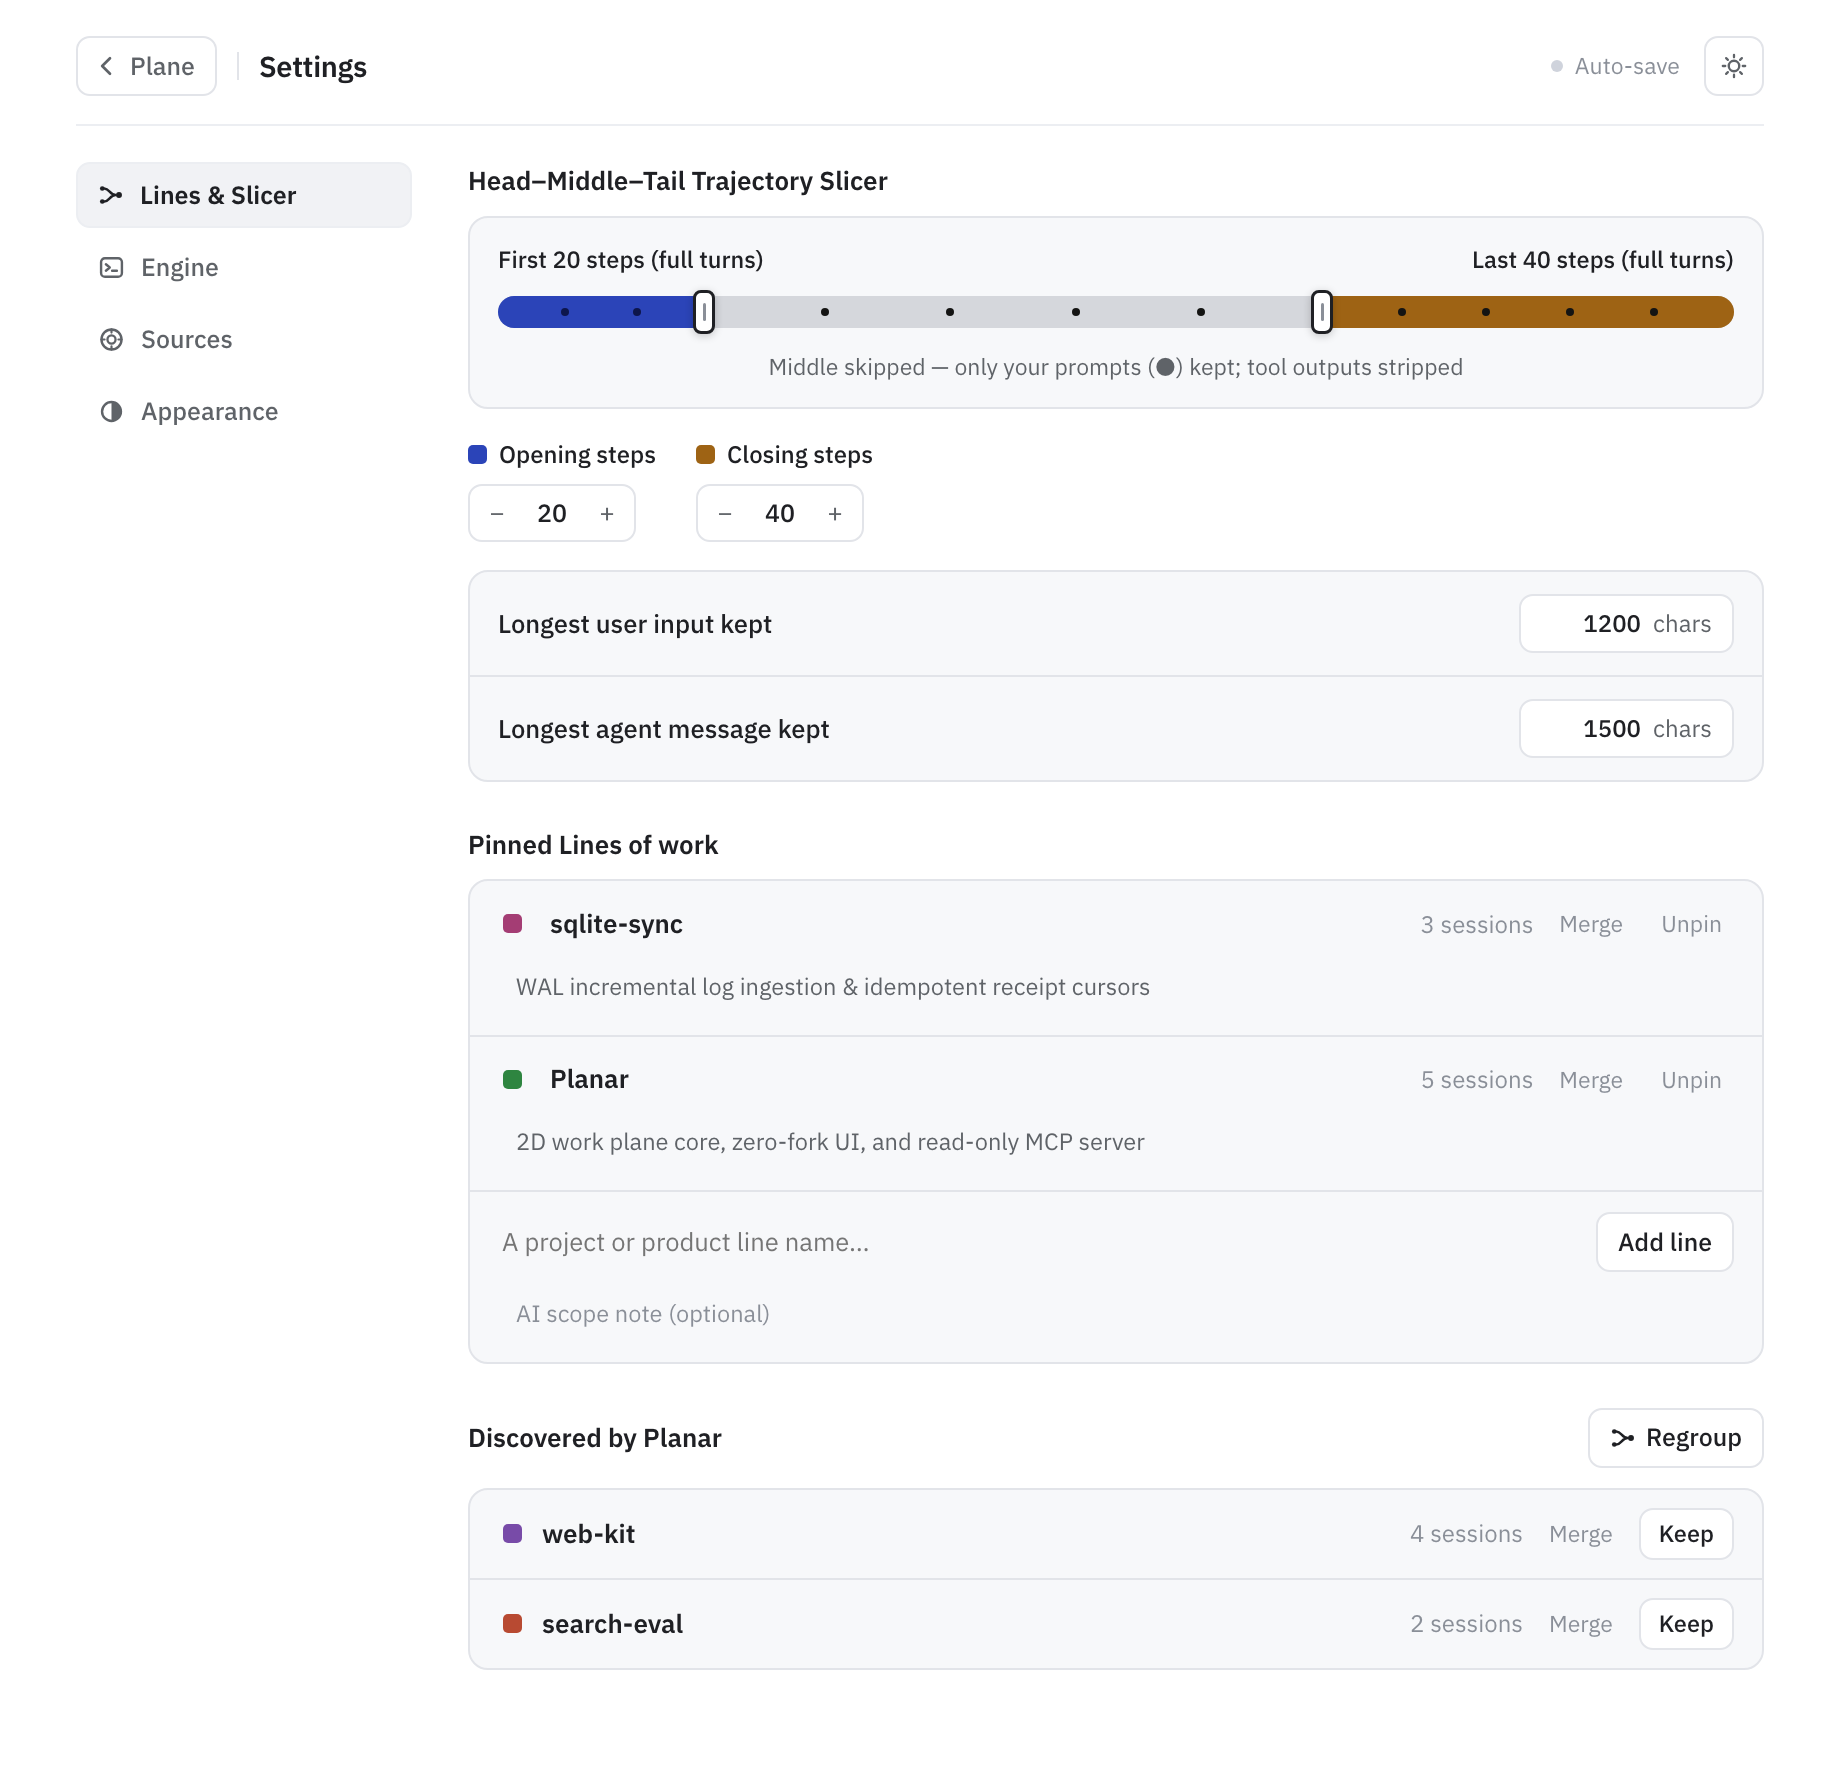 Plane
Settings
Auto-save
Lines & Slicer
Engine
Sources
Appearance
Head–Middle–Tail Trajectory Slicer
First 20 steps (full turns)
Last 40 steps (full turns)
Middle skipped — only your prompts (●) kept; tool outputs stripped
Opening steps
Closing steps
− 20 +
− 40 +
Longest user input kept
1200 chars
Longest agent message kept
1500 chars
Pinned Lines of work
sqlite-sync
3 sessions Merge Unpin
WAL incremental log ingestion & idempotent receipt cursors
Planar
5 sessions Merge Unpin
2D work plane core, zero-fork UI, and read-only MCP server
A project or product line name...
Add line
AI scope note (optional)
Discovered by Planar
Regroup
web-kit
4 sessions Merge Keep
search-eval
2 sessions Merge Keep